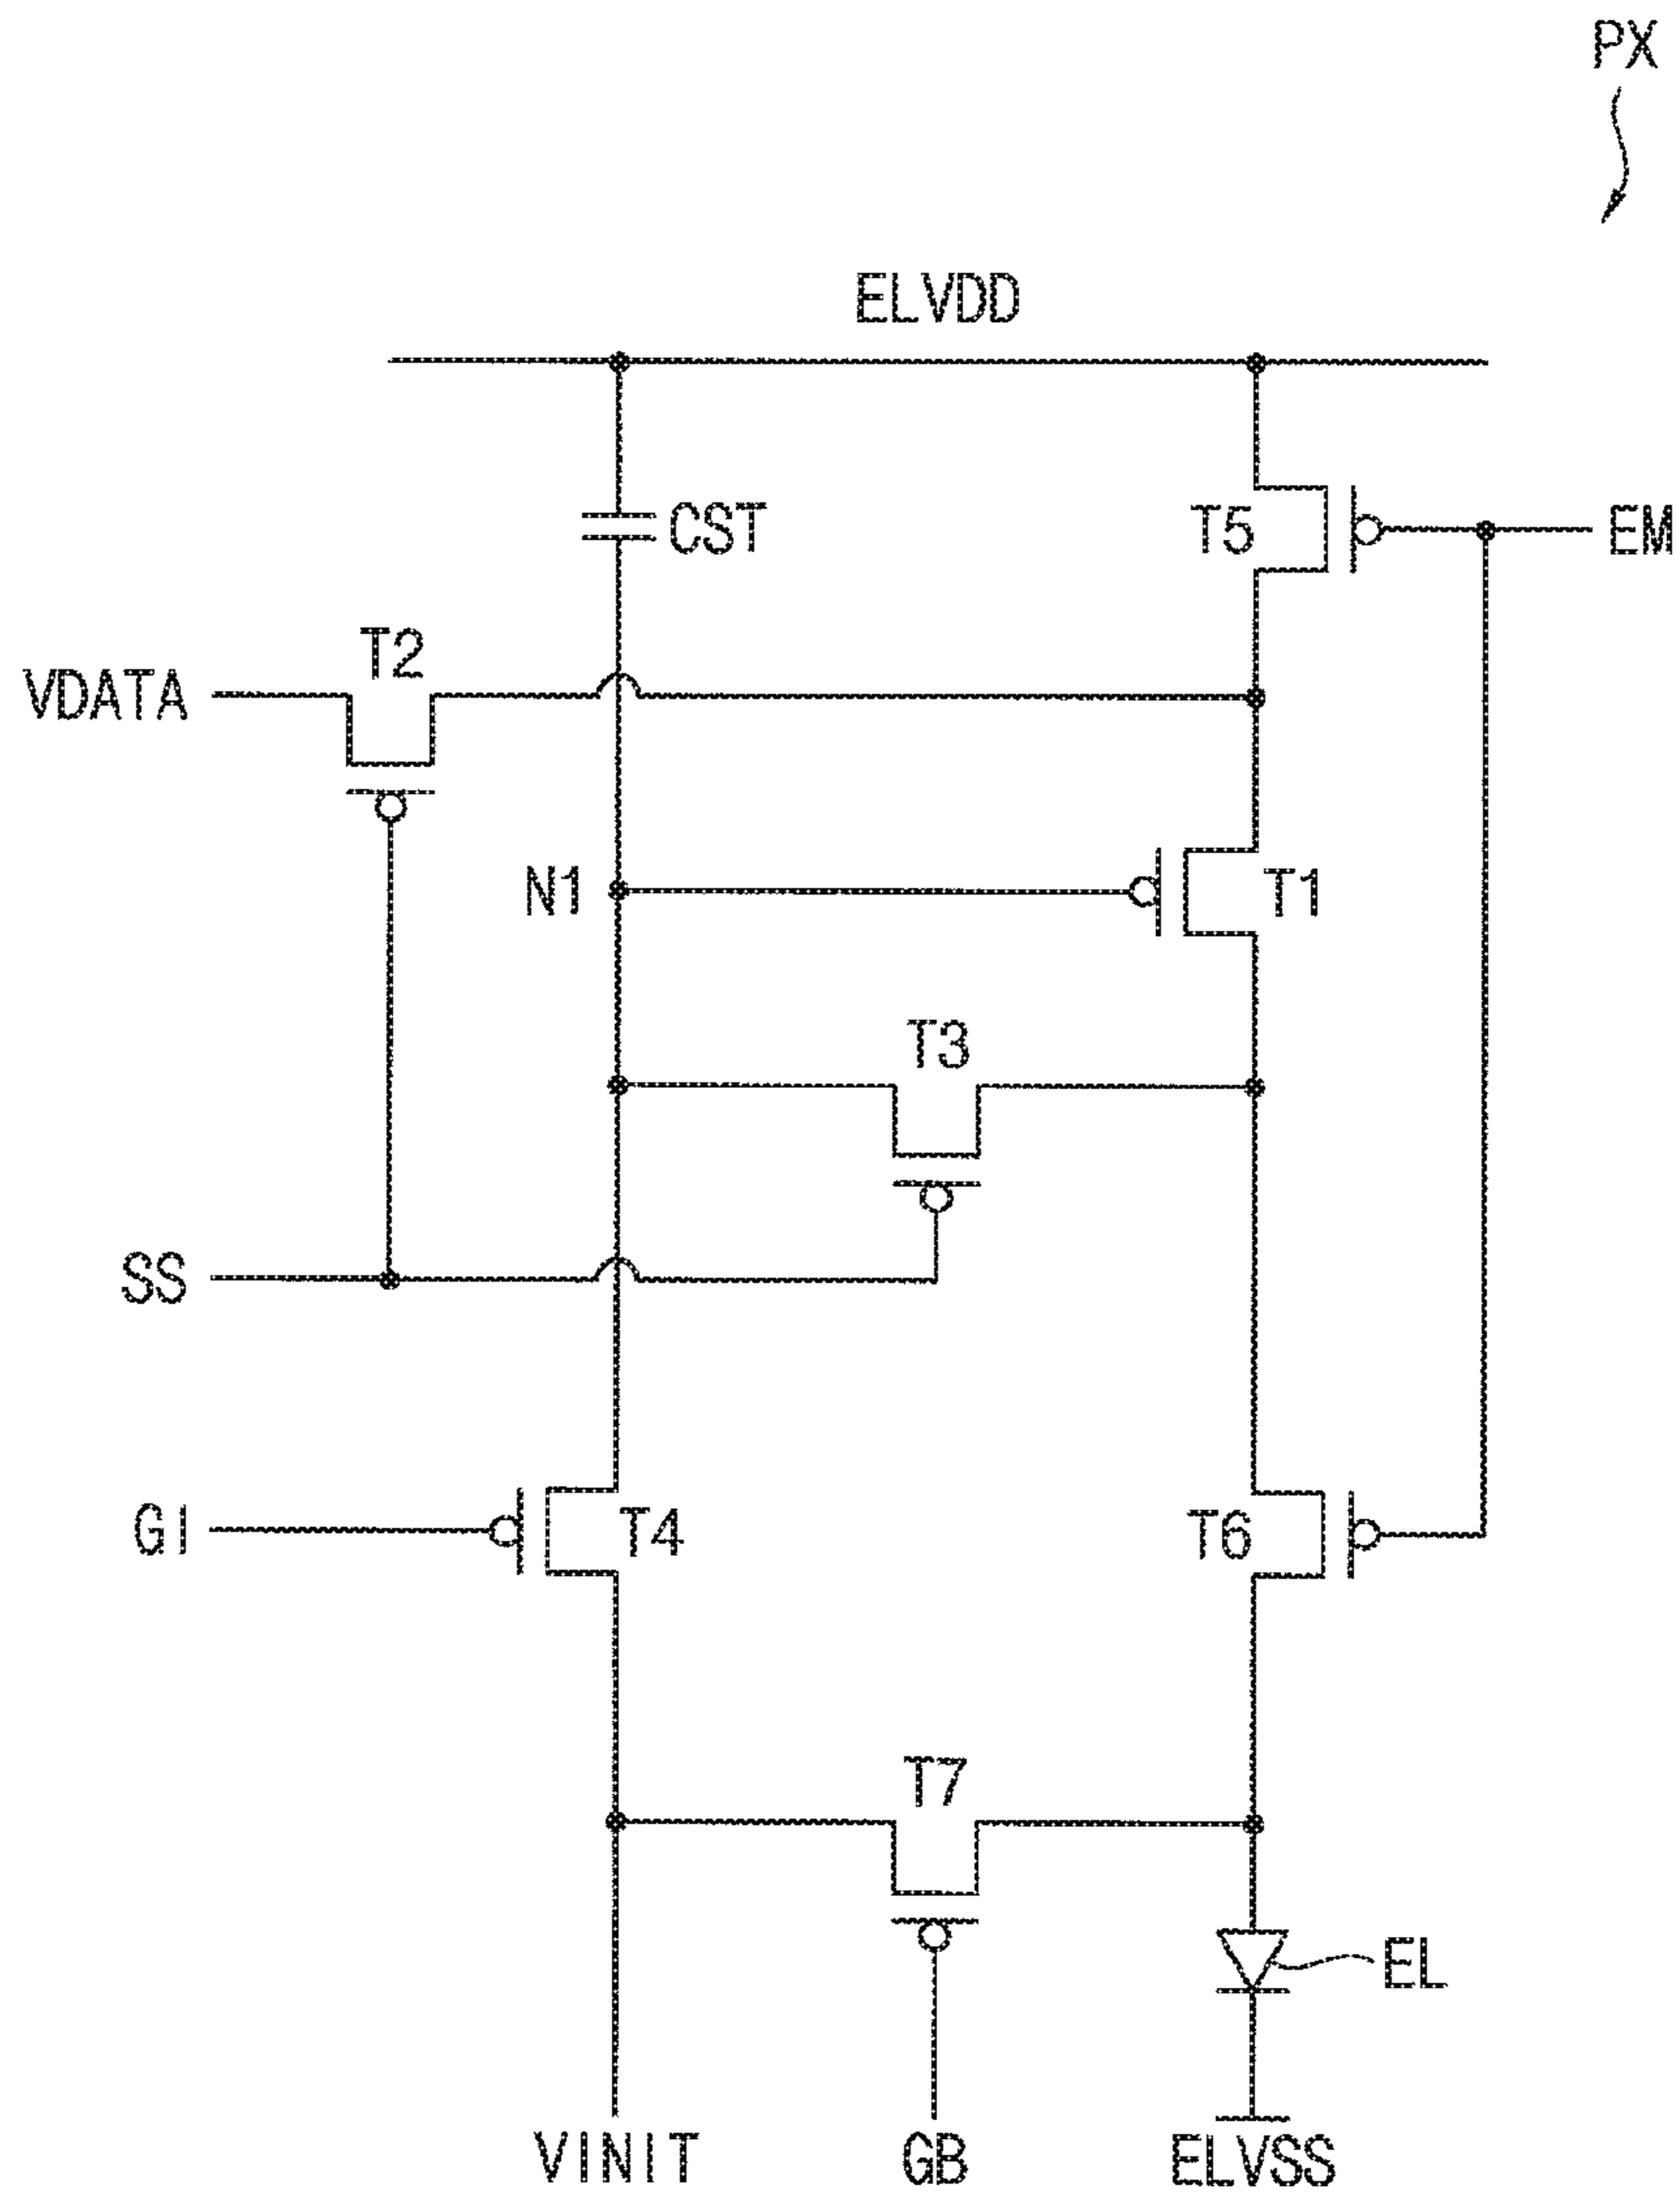 PX
ELVDD
CST
T5
EM
T2
VDATA
N1
T1
T3
SS
GI
T4
T6
T7
EL
VINIT
GB
ELVSS